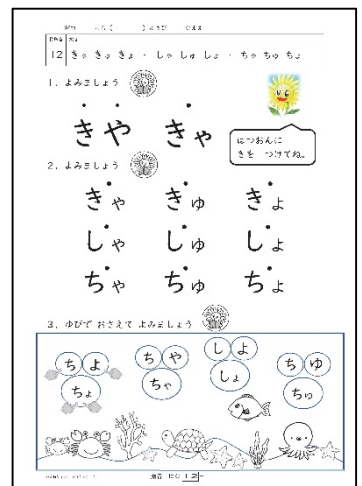 12 きゃ きゅ きょ・しゃ しゅ しょ・ちゃ ちゅ ちょ
1. よみましょう
きや きゃ
はつおんに
きを つけてね。
2. よみましょう
きゃ きゅ きょ
しゃ しゅ しょ
ちゃ ちゅ ちょ
3. ゆびで おさえて よみましょう
ちよ ちや しよ ちゆ
ちょ ちゃ しょ ちゅ